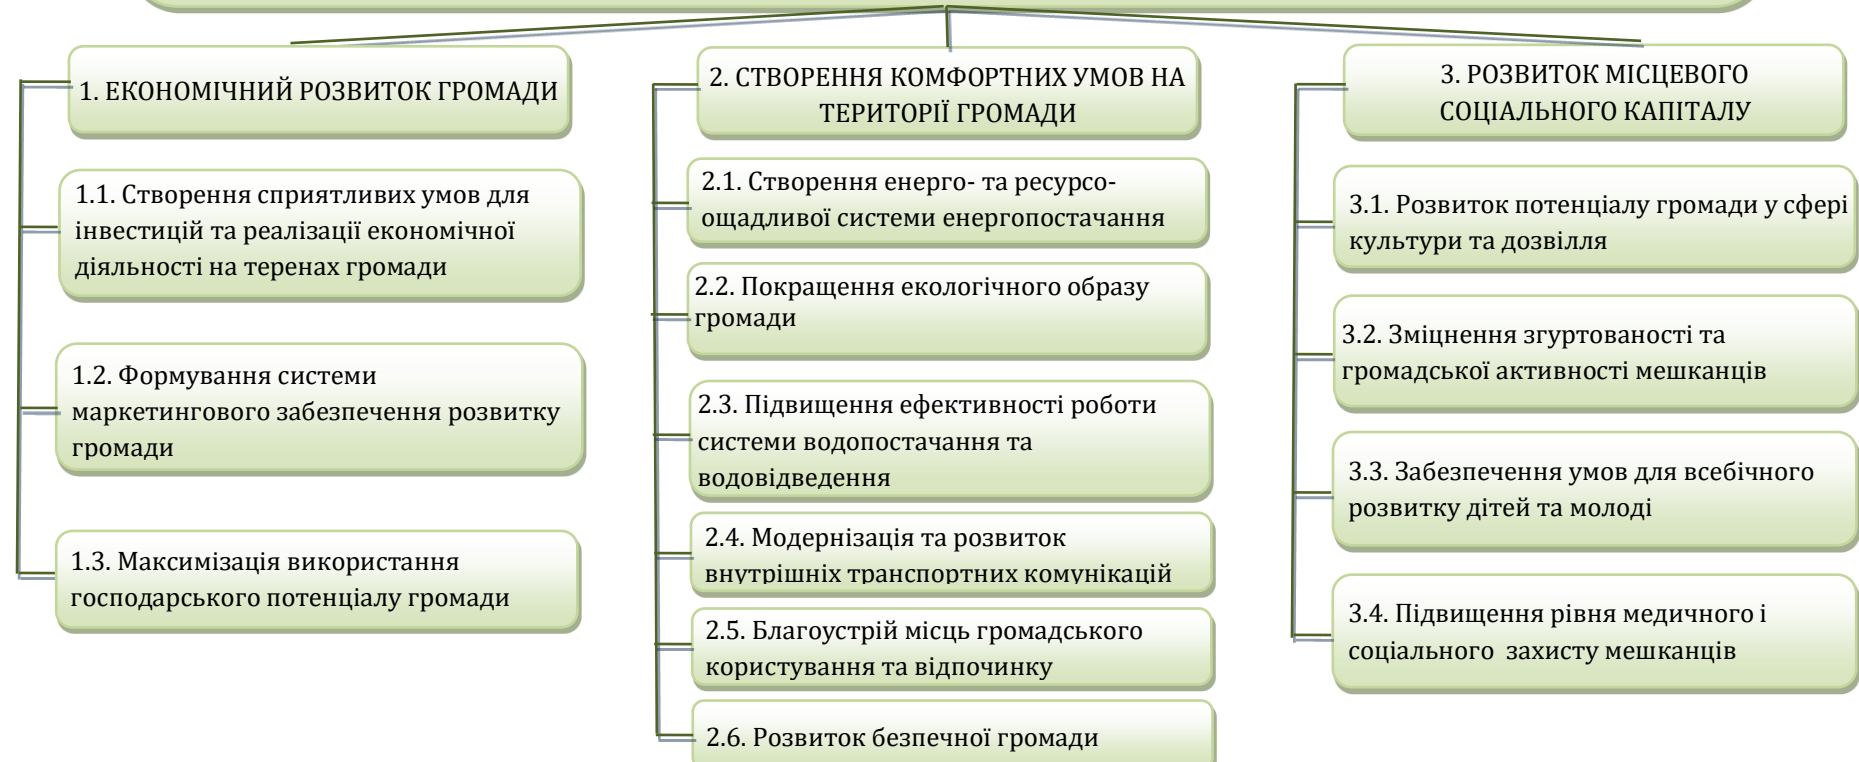 1. ЕКОНОМІЧНИЙ РОЗВИТОК ГРОМАДИ
1.1. Створення сприятливих умов для
інвестицій та реалізації економічної
діяльності на теренах громади
1.2. Формування системи
маркетингового забезпечення розвитку
громади
1.3. Максимізація використання
господарського потенціалу громади
2. СТВОРЕННЯ КОМФОРТНИХ УМОВ НА
ТЕРИТОРІЇ ГРОМАДИ
2.1. Створення енерго- та ресурсо-
ощадливої системи енергопостачання
2.2. Покращення екологічного образу
громади
2.3. Підвищення ефективності роботи
системи водопостачання та
водовідведення
2.4. Модернізація та розвиток
внутрішніх транспортних комунікацій
2.5. Благоустрій місць громадського
користування та відпочинку
2.6. Розвиток безпечної громади
3. РОЗВИТОК МІСЦЕВОГО
СОЦІАЛЬНОГО КАПІТАЛУ
3.1. Розвиток потенціалу громади у сфері
культури та дозвілля
3.2. Зміцнення згуртованості та
громадської активності мешканців
3.3. Забезпечення умов для всебічного
розвитку дітей та молоді
3.4. Підвищення рівня медичного і
соціального захисту мешканців